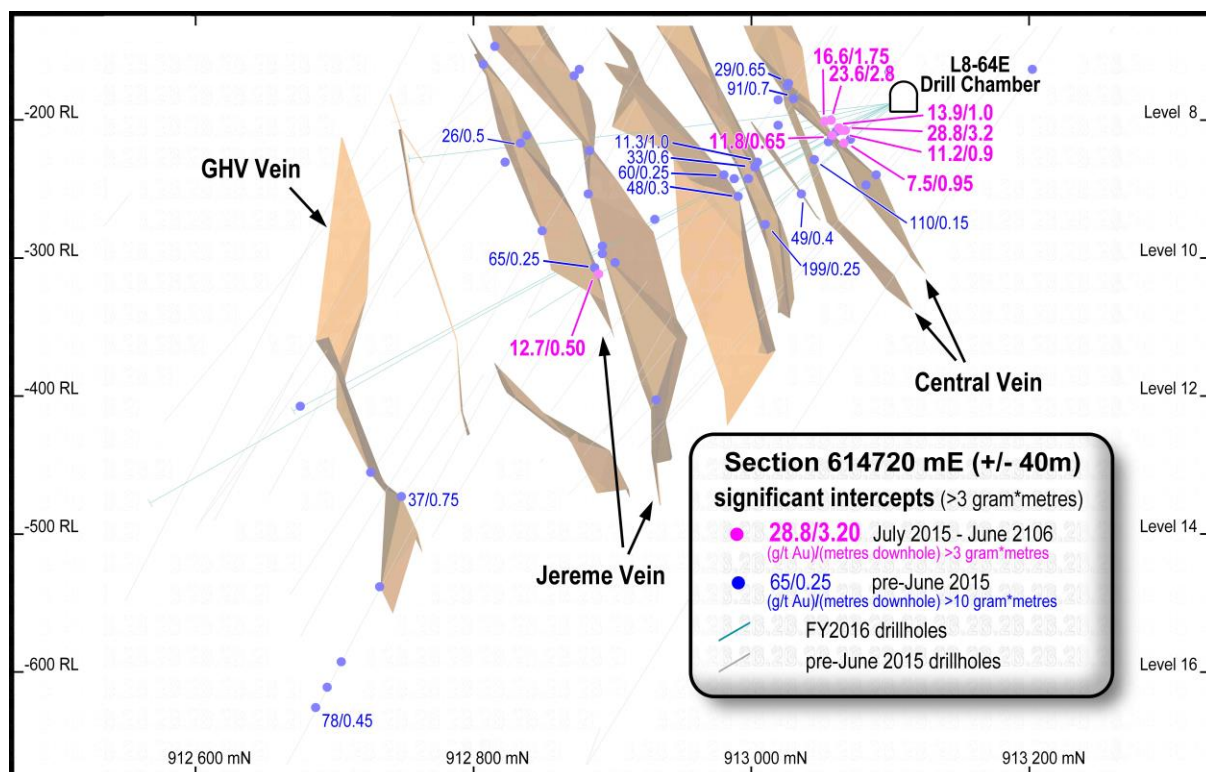 16.6/1.75
L8-64E
Drill Chamber
29/0.65
23.6/2.8
91/0.7
-200 RL
Level 8
13.9/1.0
26/0.5
11.3/1.0
11.8/0.65
28.8/3.2
33/0.6
11.2/0.9
GHV Vein
60/0.25
7.5/0.95
48/0.3
110/0.15
49/0.4
-300 RL
65/0.25
199/0.25
Level 10
12.7/0.50
Central Vein
-400 RL
Level 12
Section 614720 mE (+/- 40m)
significant intercepts (>3 gram*metres)
37/0.75
28.8/3.20 July 2015 - June 2106
(g/t Au)/(metres downhole) >3 gram*metres
-500 RL
Level 14
Jereme Vein
65/0.25 pre-June 2015
(g/t Au)/(metres downhole) >10 gram*metres
FY2016 drillholes
pre-June 2015 drillholes
-600 RL
Level 16
78/0.45
912 600 mN
912 800 mN
913 000 mN
913 200 mN